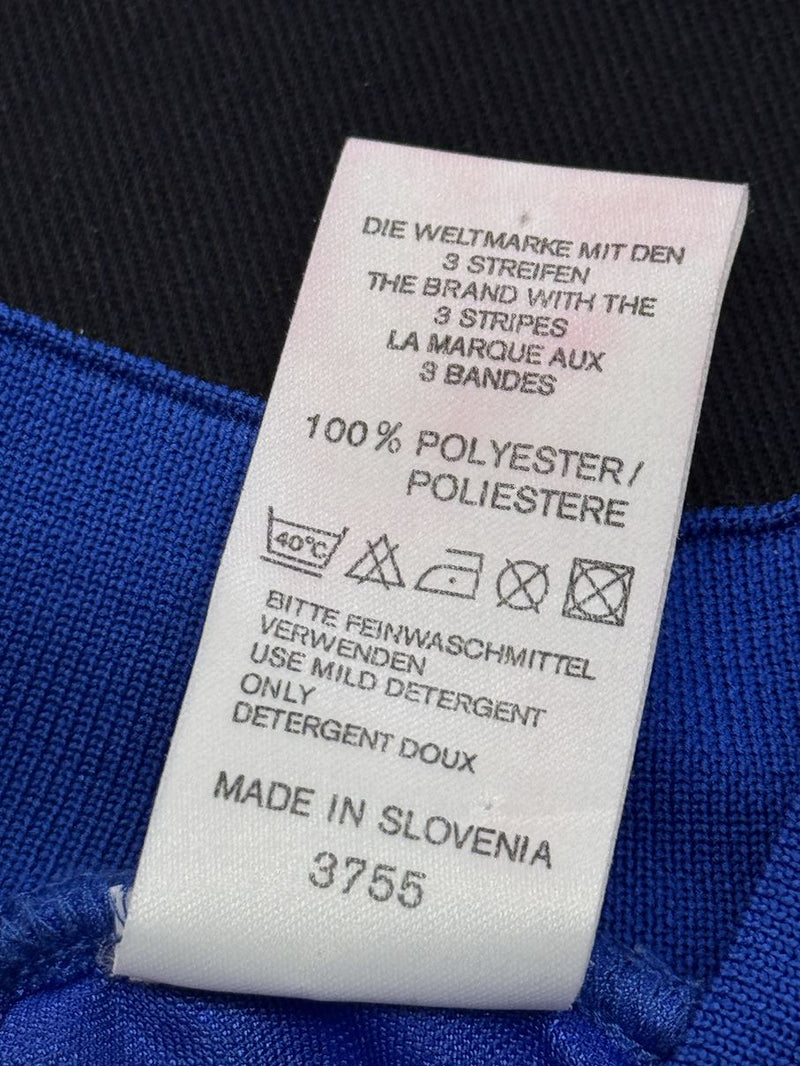 DIE WELTMARKE MIT DEN
3 STREIFEN
THE BRAND WITH THE
3 STRIPES
LA MARQUE AUX
3 BANDES
100% POLYESTER/
POLIESTERE
40°C
BITTE FEINWASCHMITTEL
VERWENDEN
USE MILD DETERGENT
ONLY
DETERGENT DOUX
MADE IN SLOVENIA
3755